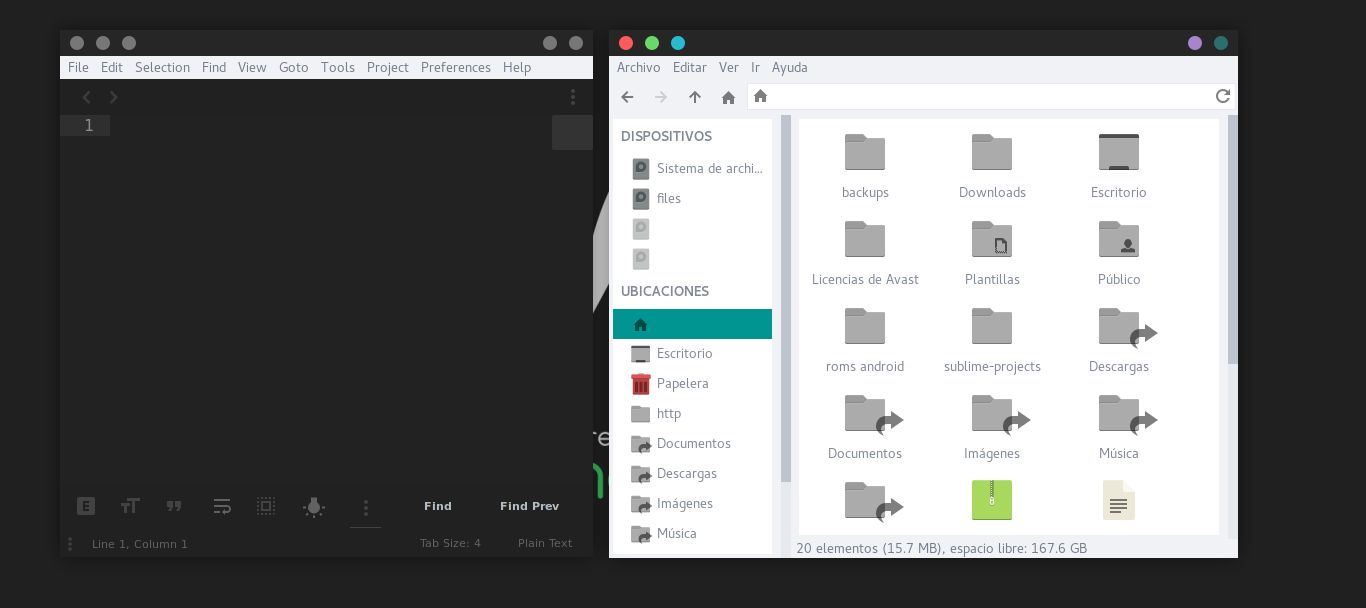 File Edit Selection Find View Goto Tools Project Preferences Help
1
E
Find Find Prev
Line 1, Column 1 Tab Size: 4 Plain Text
Archivo Editar Ver Ir Ayuda
DISPOSITIVOS
Sistema de archi...
files
UBICACIONES
Escritorio
Papelera
http
Documentos
Descargas
Imágenes
Música
backups Downloads Escritorio
Licencias de Avast Plantillas Público
roms android sublime-projects Descargas
Documentos Imágenes Música
20 elementos (15.7 MB), espacio libre: 167.6 GB